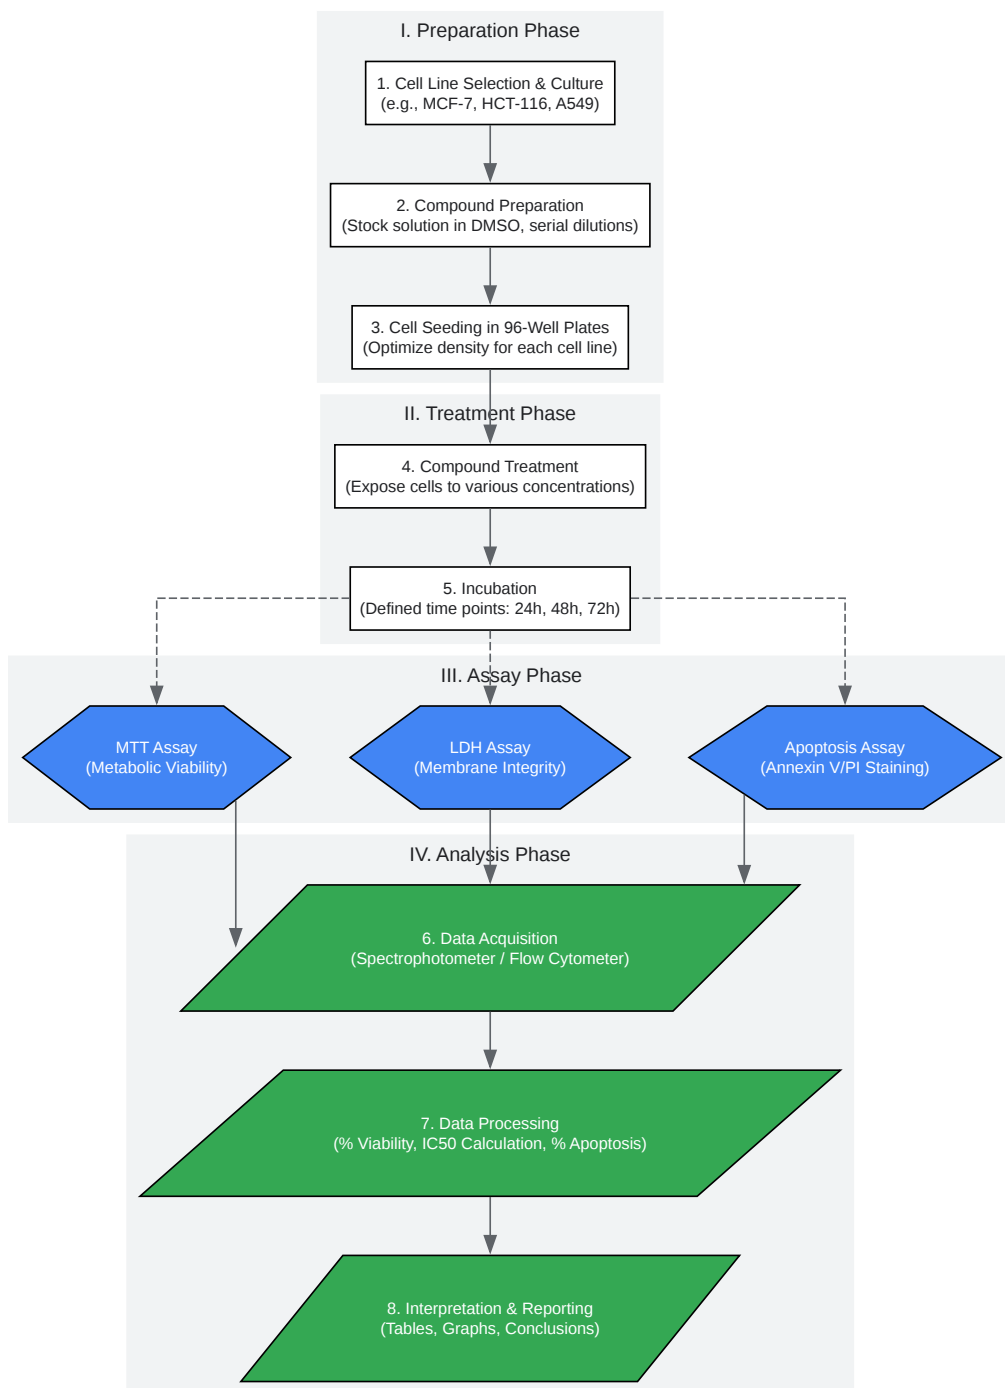 I. Preparation Phase
1. Cell Line Selection & Culture
(e.g., MCF-7, HCT-116, A549)
2. Compound Preparation
(Stock solution in DMSO, serial dilutions)
3. Cell Seeding in 96-Well Plates
(Optimize density for each cell line)
II. Treatment Phase
4. Compound Treatment
(Expose cells to various concentrations)
5. Incubation
(Defined time points: 24h, 48h, 72h)
III. Assay Phase
MTT Assay
(Metabolic Viability)
LDH Assay
(Membrane Integrity)
Apoptosis Assay
(Annexin V/PI Staining)
IV. Analysis Phase
6. Data Acquisition
(Spectrophotometer / Flow Cytometer)
7. Data Processing
(% Viability, IC50 Calculation, % Apoptosis)
8. Interpretation & Reporting
(Tables, Graphs, Conclusions)